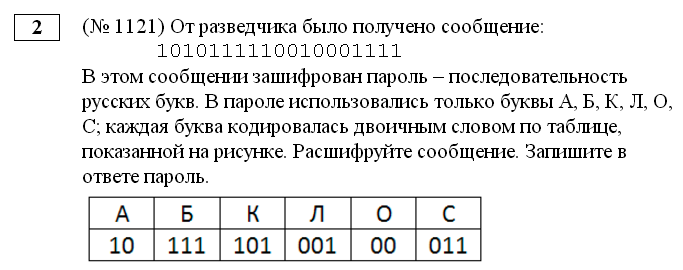 2 (№ 1121) От разведчика было получено сообщение:
1010111110010001111
В этом сообщении зашифрован пароль – последовательность
русских букв. В пароле использовались только буквы А, Б, К, Л, О,
С; каждая буква кодировалась двоичным словом по таблице,
показанной на рисунке. Расшифруйте сообщение. Запишите в
ответе пароль.
А Б К Л О С
10 111 101 001 00 011